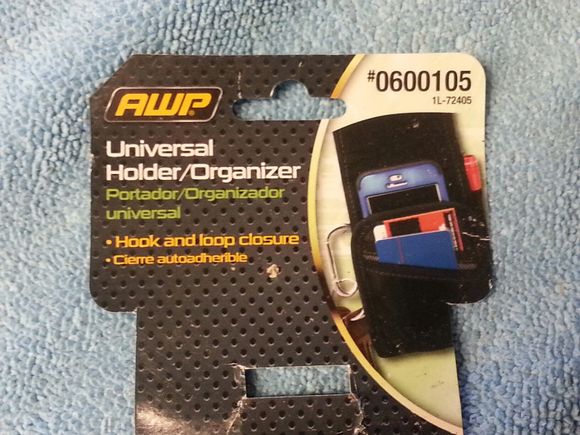 AWP®
#0600105
1L-72405
Universal
Holder/Organizer
Portador/Organizador
universal
• Hook and loop closure
• Cierre autoadherible